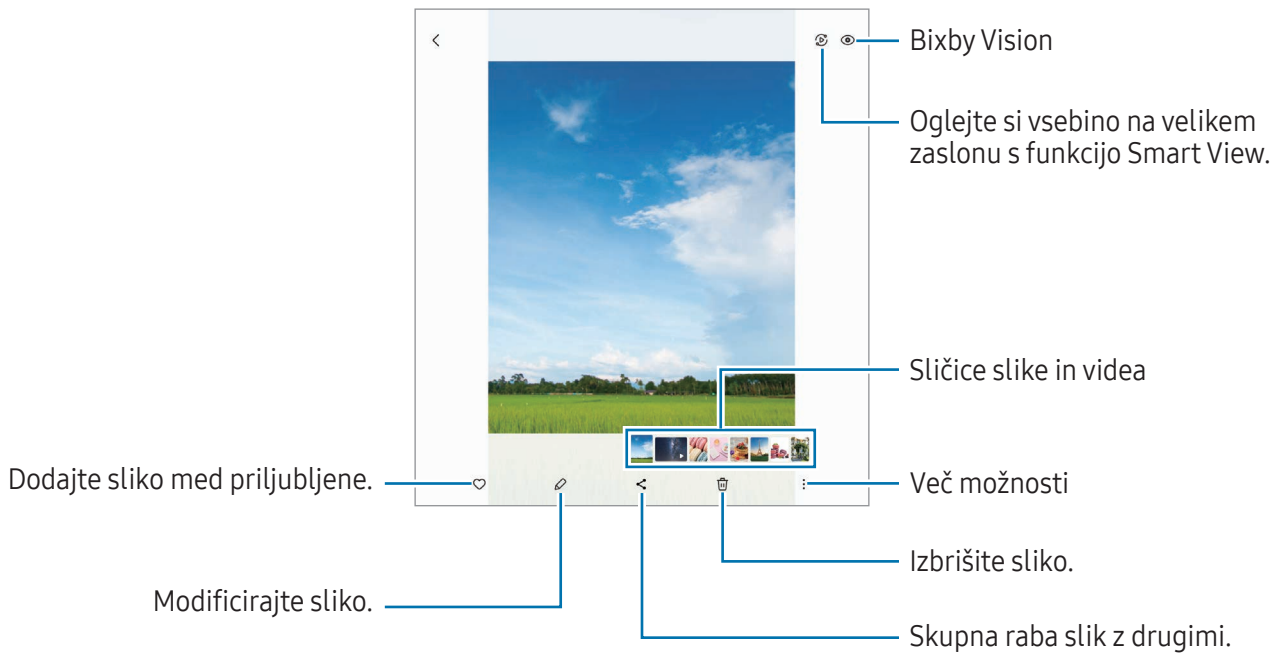 Bixby Vision
Oglejte si vsebino na velikem
zaslonu s funkcijo Smart View.
Sličice slike in videa
Dodajte sliko med priljubljene.
Več možnosti
Izbrišite sliko.
Modificirajte sliko.
Skupna raba slik z drugimi.